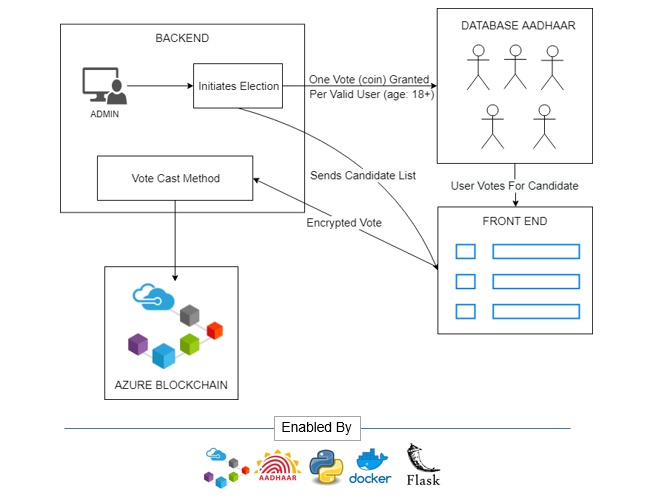 BACKEND
ADMIN
Initiates Election
One Vote (coin) Granted
Per Valid User (age: 18+)
DATABASE AADHAAR
Sends Candidate List
User Votes For Candidate
Vote Cast Method
Encrypted Vote
FRONT END
AZURE BLOCKCHAIN
Enabled By
AADHAAR
docker
Flask